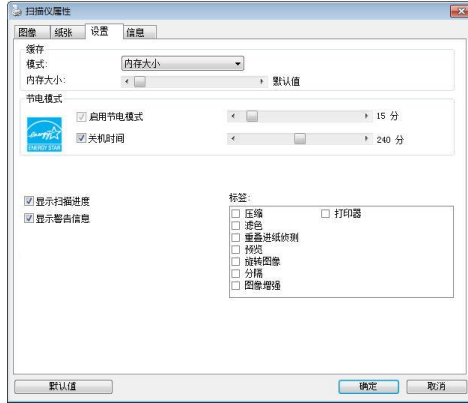 扫描仪属性
图像 纸张 设置 信息
缓存
模式: 内存大小
内存大小: 默认值
节电模式
启用节电模式 15 分
关机时间 240 分
ENERGY STAR
显示扫描进度
显示警告信息
标签:
压缩 打印器
滤色
重叠进纸侦测
预览
旋转图像
分隔
图像增强
默认值 确定 取消